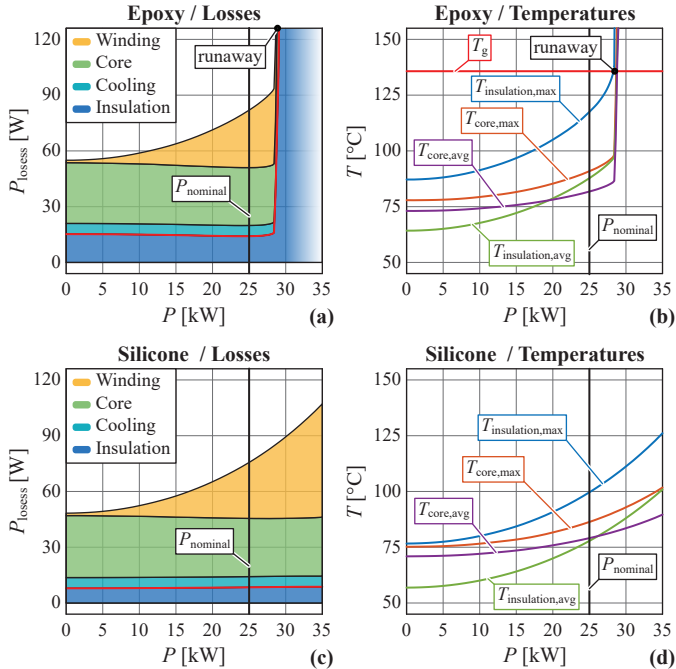 Epoxy / Losses
120
90
60
30
0
P_losess [W]
Winding
Core
Cooling
Insulation
runaway
P_nominal
0 5 10 15 20 25 30 35
P [kW]
(a)
Epoxy / Temperatures
150
125
100
75
50
T [°C]
T_g
runaway
T_insulation,max
T_core,max
T_core,avg
P_nominal
T_insulation,avg
0 5 10 15 20 25 30 35
P [kW]
(b)
Silicone / Losses
120
90
60
30
0
P_losess [W]
Winding
Core
Cooling
Insulation
P_nominal
0 5 10 15 20 25 30 35
P [kW]
(c)
Silicone / Temperatures
150
125
100
75
50
T [°C]
T_insulation,max
T_core,max
T_core,avg
P_nominal
T_insulation,avg
0 5 10 15 20 25 30 35
P [kW]
(d)